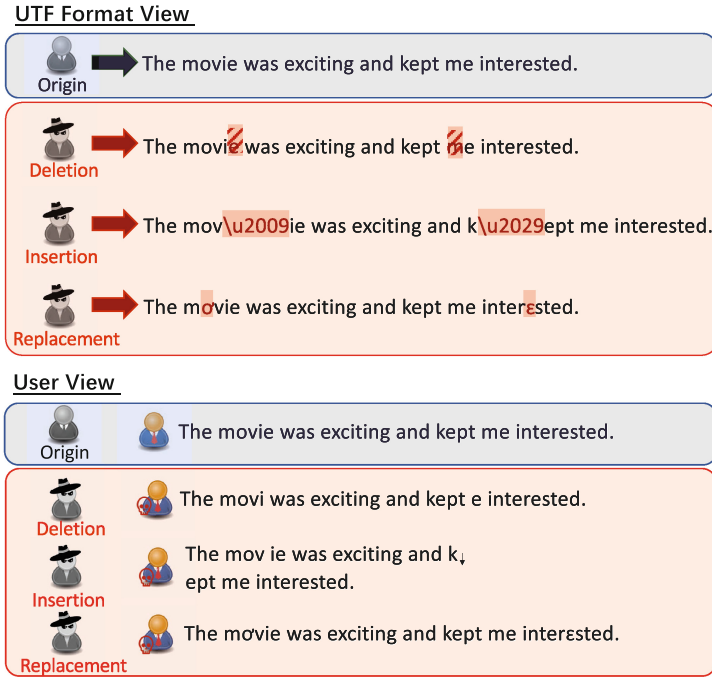 UTF Format View
Origin
The movie was exciting and kept me interested.
Deletion
The movie was exciting and kept me interested.
Insertion
The mov\u2009ie was exciting and k\u2029ept me interested.
Replacement
The mơvie was exciting and kept me interεsted.
User View
Origin
The movie was exciting and kept me interested.
Deletion
The movi was exciting and kept e interested.
Insertion
The mov ie was exciting and k↓
ept me interested.
Replacement
The mơvie was exciting and kept me interεsted.